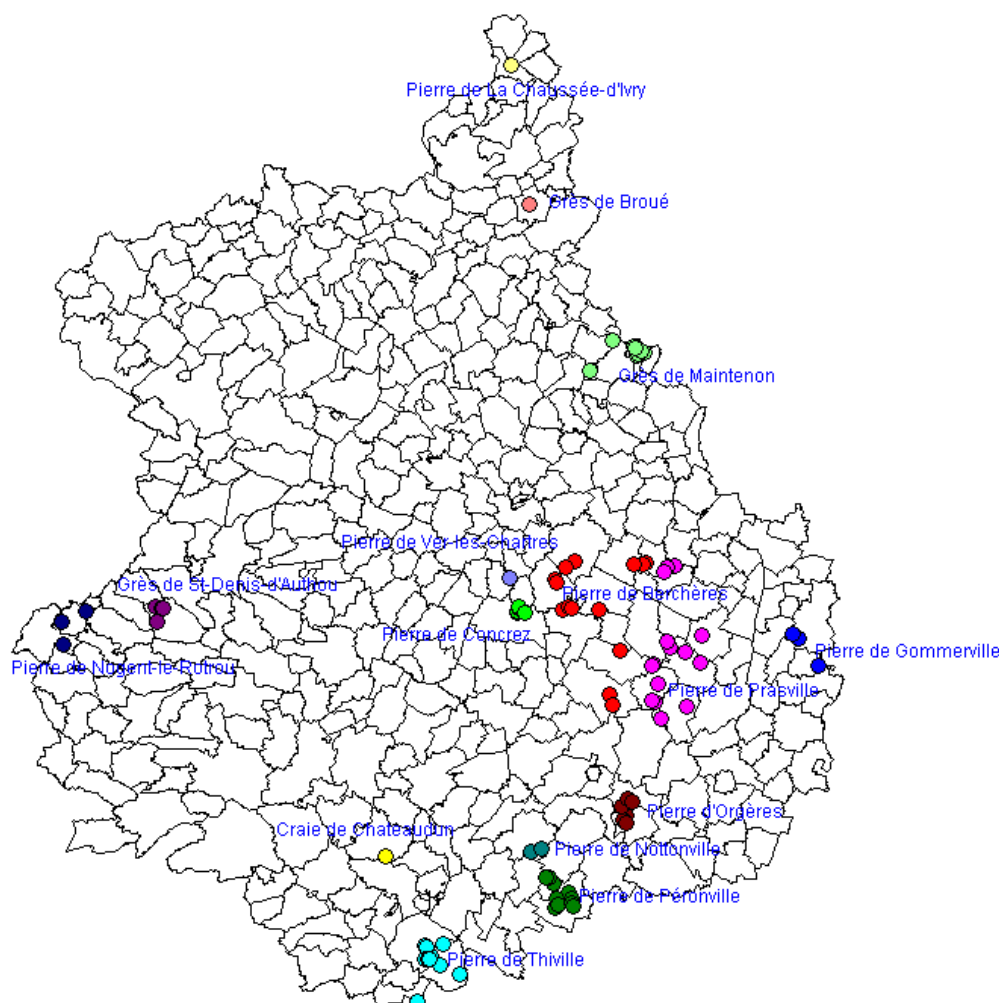 Pierre de La Chaussée-d'Ivry
Grès de Broué
Grès de Maintenon
Pierre de Ver-les-Chartres
Grès de St-Denis-d'Authou
Pierre de Berchères
Pierre de Concrez
Pierre de Gommerville
Pierre de Nogent-le-Rotrou
Pierre de Prasville
Pierre d'Orgères
Craie de Chateaudun
Pierre de Nottonville
Pierre de Péronville
Pierre de Thiville